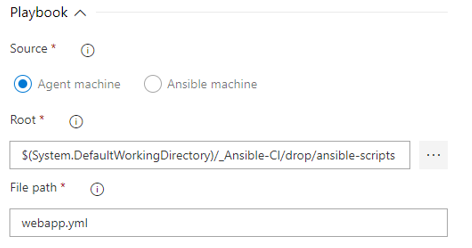 Playbook
Source *
Agent machine Ansible machine
Root *
$(System.DefaultWorkingDirectory)/_Ansible-CI/drop/ansible-scripts
File path *
webapp.yml